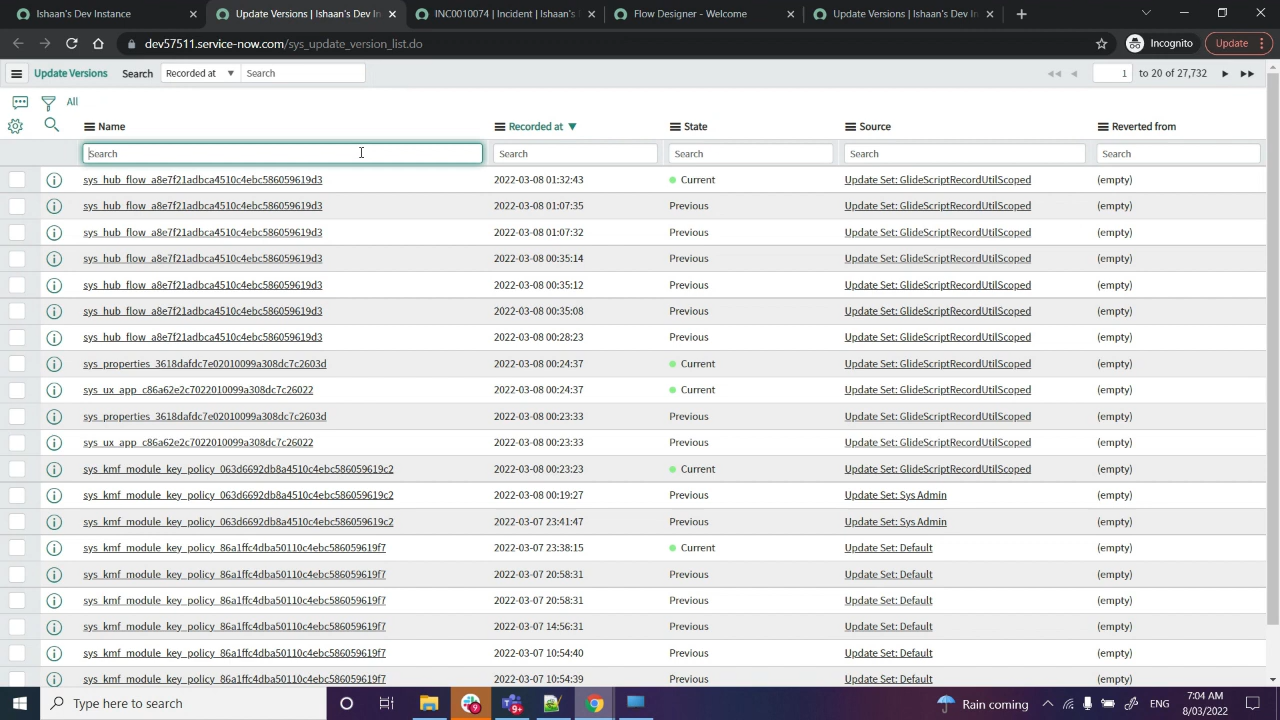 Ishaan's Dev Instance
Update Versions | Ishaan's Dev Inst
INC0010074 | Incident | Ishaan's D
Flow Designer - Welcome
Update Versions | Ishaan's Dev In
dev57511.service-now.com/sys_update_version_list.do
Incognito
Update
Update Versions Search Recorded at Search
1 to 20 of 27,732
All
Name Recorded at State Source Reverted from
Search Search Search Search Search
sys_hub_flow_a8e7f21adbca4510c4ebc586059619d3 2022-03-08 01:32:43 Current Update Set: GlideScriptRecordUtilScoped (empty)
sys_hub_flow_a8e7f21adbca4510c4ebc586059619d3 2022-03-08 01:07:35 Previous Update Set: GlideScriptRecordUtilScoped (empty)
sys_hub_flow_a8e7f21adbca4510c4ebc586059619d3 2022-03-08 01:07:32 Previous Update Set: GlideScriptRecordUtilScoped (empty)
sys_hub_flow_a8e7f21adbca4510c4ebc586059619d3 2022-03-08 00:35:14 Previous Update Set: GlideScriptRecordUtilScoped (empty)
sys_hub_flow_a8e7f21adbca4510c4ebc586059619d3 2022-03-08 00:35:12 Previous Update Set: GlideScriptRecordUtilScoped (empty)
sys_hub_flow_a8e7f21adbca4510c4ebc586059619d3 2022-03-08 00:35:08 Previous Update Set: GlideScriptRecordUtilScoped (empty)
sys_hub_flow_a8e7f21adbca4510c4ebc586059619d3 2022-03-08 00:28:23 Previous Update Set: GlideScriptRecordUtilScoped (empty)
sys_properties_3618dafdc7e02010099a308dc7c2603d 2022-03-08 00:24:37 Current Update Set: GlideScriptRecordUtilScoped (empty)
sys_ux_app_c86a62e2c7022010099a308dc7c26022 2022-03-08 00:24:37 Current Update Set: GlideScriptRecordUtilScoped (empty)
sys_properties_3618dafdc7e02010099a308dc7c2603d 2022-03-08 00:23:33 Previous Update Set: GlideScriptRecordUtilScoped (empty)
sys_ux_app_c86a62e2c7022010099a308dc7c26022 2022-03-08 00:23:33 Previous Update Set: GlideScriptRecordUtilScoped (empty)
sys_kmf_module_key_policy_063d6692db8a4510c4ebc586059619c2 2022-03-08 00:23:23 Current Update Set: GlideScriptRecordUtilScoped (empty)
sys_kmf_module_key_policy_063d6692db8a4510c4ebc586059619c2 2022-03-08 00:19:27 Previous Update Set: Sys Admin (empty)
sys_kmf_module_key_policy_063d6692db8a4510c4ebc586059619c2 2022-03-07 23:41:47 Previous Update Set: Sys Admin (empty)
sys_kmf_module_key_policy_86a1ffc4dba50110c4ebc586059619f7 2022-03-07 23:38:15 Current Update Set: Default (empty)
sys_kmf_module_key_policy_86a1ffc4dba50110c4ebc586059619f7 2022-03-07 20:58:31 Previous Update Set: Default (empty)
sys_kmf_module_key_policy_86a1ffc4dba50110c4ebc586059619f7 2022-03-07 20:58:31 Previous Update Set: Default (empty)
sys_kmf_module_key_policy_86a1ffc4dba50110c4ebc586059619f7 2022-03-07 14:56:31 Previous Update Set: Default (empty)
sys_kmf_module_key_policy_86a1ffc4dba50110c4ebc586059619f7 2022-03-07 10:54:40 Previous Update Set: Default (empty)
sys_kmf_module_key_policy_86a1ffc4dba50110c4ebc586059619f7 2022-03-07 10:54:39 Previous Update Set: Default (empty)
Type here to search
9
9+
Rain coming
ENG
7:04 AM
8/03/2022